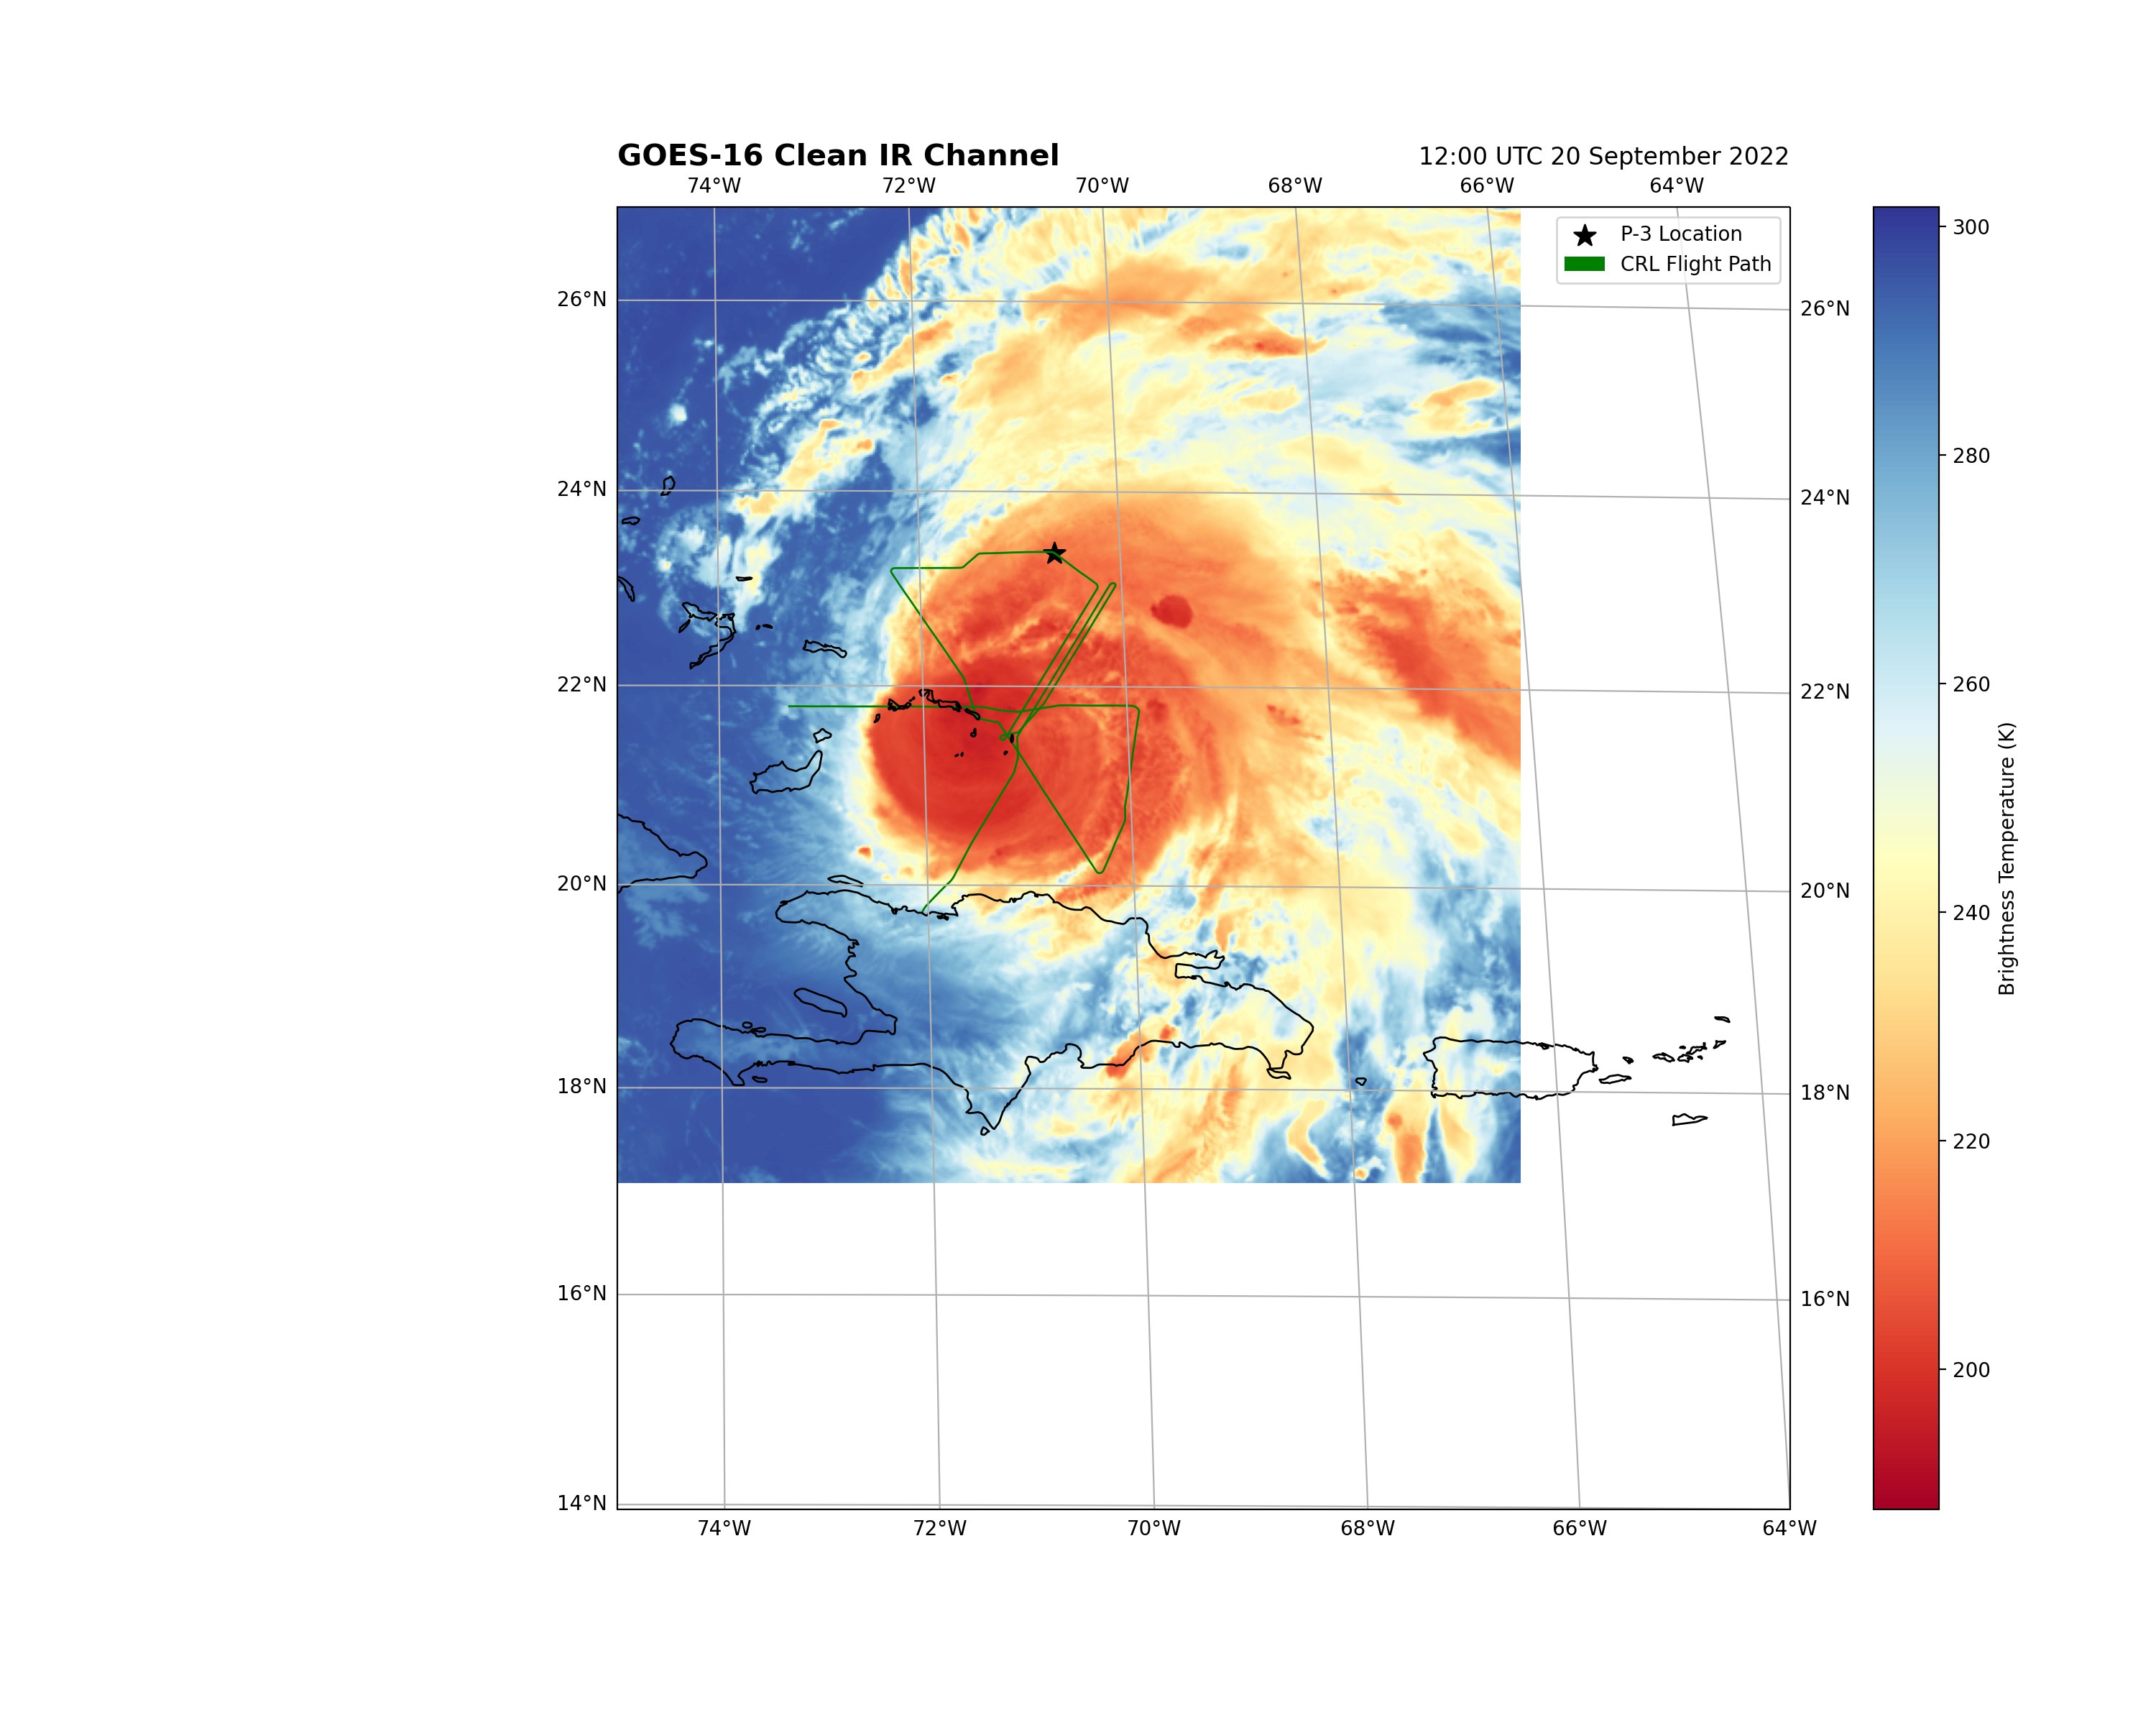 GOES-16 Clean IR Channel
12:00 UTC 20 September 2022
74°W 72°W 70°W 68°W 66°W 64°W
P-3 Location
CRL Flight Path
26°N 26°N
24°N 24°N
22°N 22°N
20°N 20°N
18°N 18°N
16°N 16°N
14°N
74°W 72°W 70°W 68°W 66°W 64°W
300
280
260
240
220
200
Brightness Temperature (K)